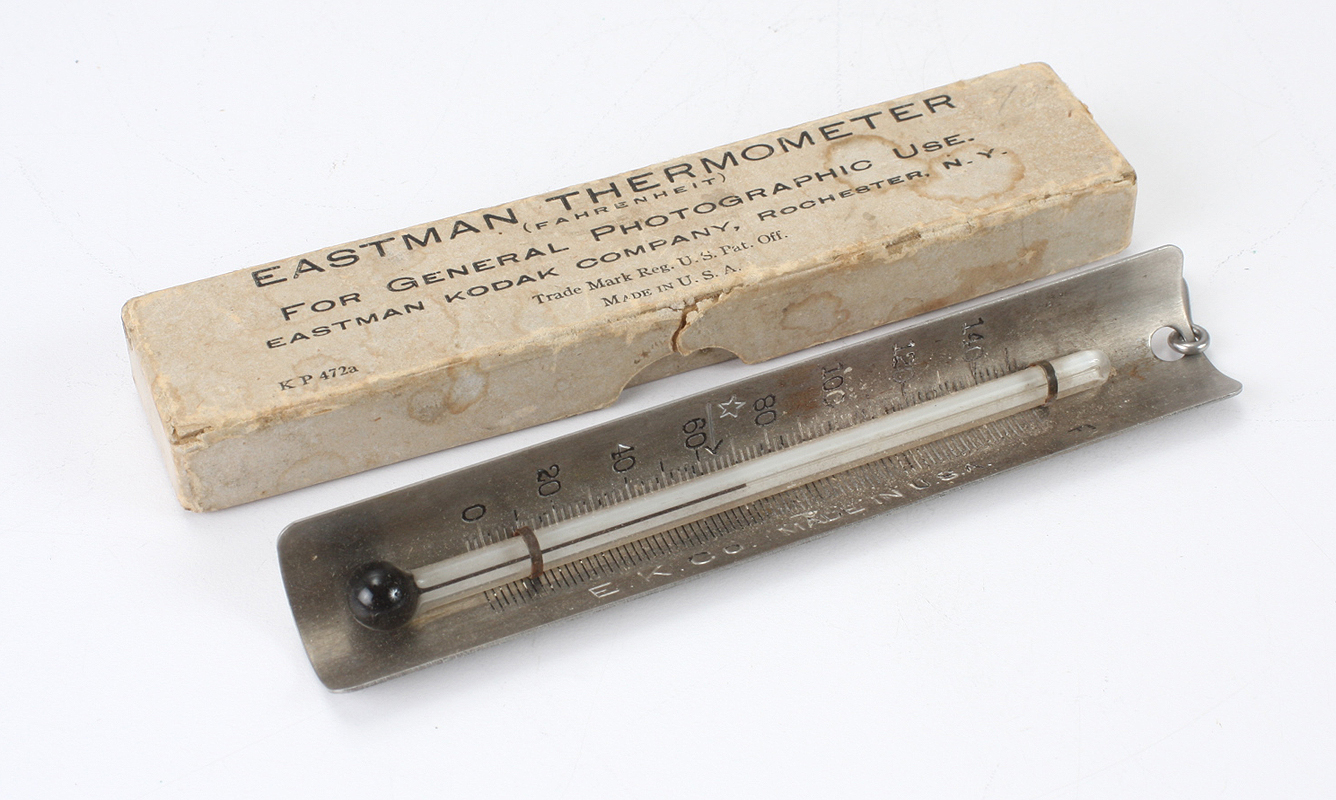 EASTMAN THERMOMETER
(FAHRENHEIT)
FOR GENERAL PHOTOGRAPHIC USE.
EASTMAN KODAK COMPANY, ROCHESTER, N. Y.
Trade Mark Reg. U. S. Pat. Off.
MADE IN U. S. A.
K P 472a
0 20 40 60 80 100 120 140
E. K. Co. MADE IN U.S.A.